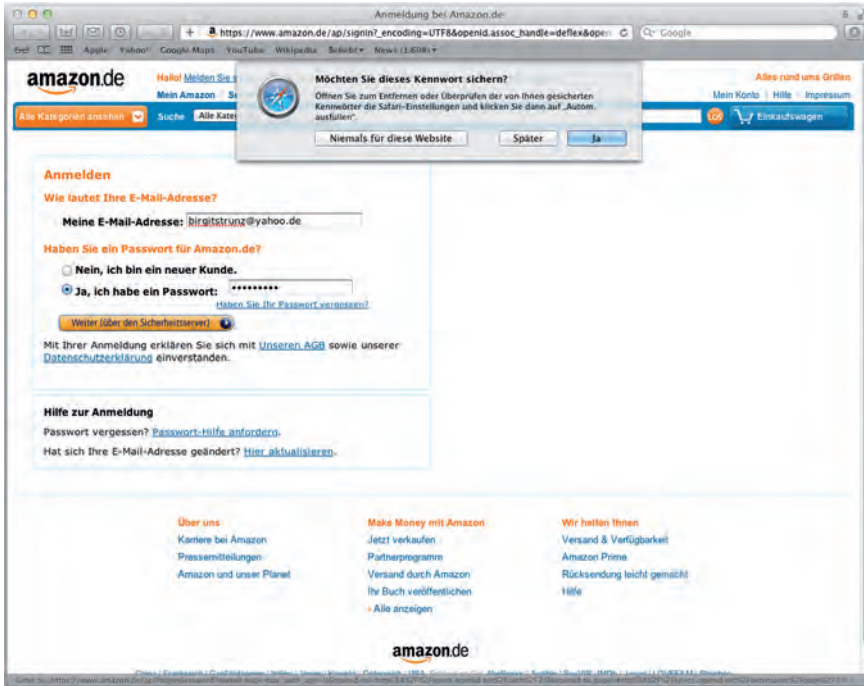 Anmeldung bei Amazon.de
https://www.amazon.de/ap/signin?_encoding=UTF8&openid.assoc_handle=deflex&open
Google
Apple Yahoo! Google Maps YouTube Wikipedia Beliebt News
amazon.de
Hallo! Melden Sie s
Alles rund ums Grillen
Mein Amazon
Mein Konto Hilfe Impressum
Alle Kategorien ansehen
Suche Alle Kate
LOS
Einkaufswagen
Möchten Sie dieses Kennwort sichern?
Öffnen Sie zum Entfernen oder Überprüfen der von Ihnen gesicherten
Kennwörter die Safari-Einstellungen und klicken Sie dann auf „Autom.
ausfüllen“.
Niemals für diese Website Später Ja
Anmelden
Wie lautet Ihre E-Mail-Adresse?
Meine E-Mail-Adresse: birgitstrunz@yahoo.de
Haben Sie ein Passwort für Amazon.de?
Nein, ich bin ein neuer Kunde.
Ja, ich habe ein Passwort: •••••••••
Haben Sie Ihr Passwort vergessen?
Weiter (über den Sicherheitsserver)
Mit Ihrer Anmeldung erklären Sie sich mit Unseren AGB sowie unserer
Datenschutzerklärung einverstanden.
Hilfe zur Anmeldung
Passwort vergessen? Passwort-Hilfe anfordern.
Hat sich Ihre E-Mail-Adresse geändert? Hier aktualisieren.
Über uns
Karriere bei Amazon
Pressemitteilungen
Amazon und unser Planet
Make Money mit Amazon
Jetzt verkaufen
Partnerprogramm
Versand durch Amazon
Ihr Buch veröffentlichen
› Alle anzeigen
Wir helfen Ihnen
Versand & Verfügbarkeit
Amazon Prime
Rücksendung leicht gemacht
Hilfe
amazon.de